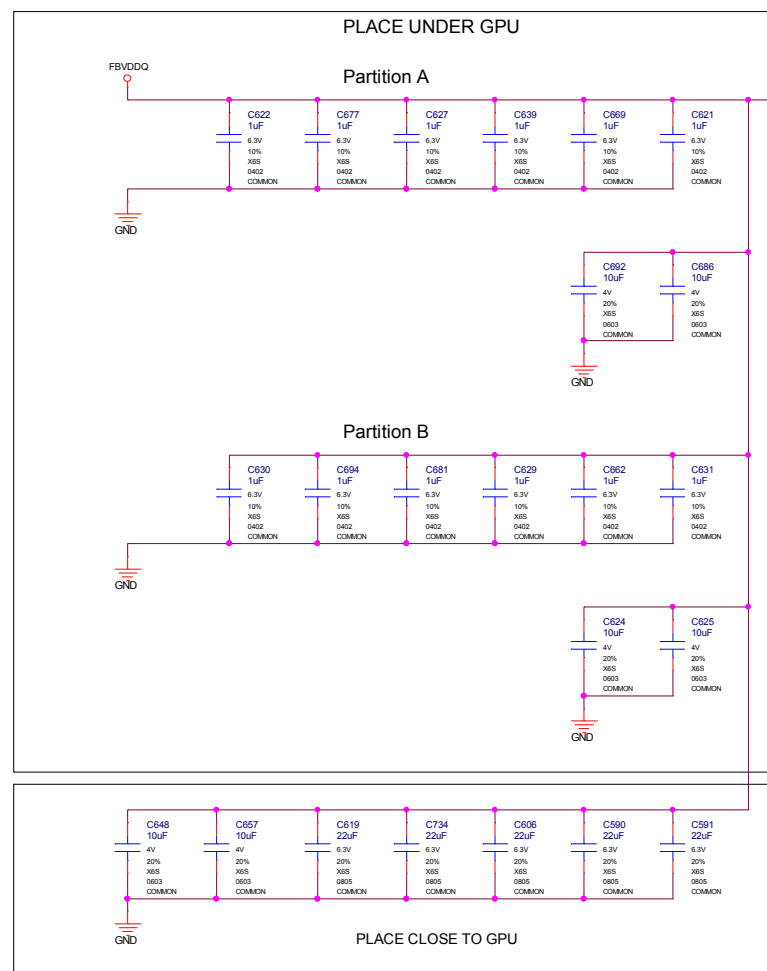 PLACE UNDER GPU
FBVDDQ
Partition A
C622 C677 C627 C639 C669 C621
1uF 1uF 1uF 1uF 1uF 1uF
6.3V 6.3V 6.3V 6.3V 6.3V 6.3V
10% 10% 10% 10% 10% 10%
X6S X6S X6S X6S X6S X6S
0402 0402 0402 0402 0402 0402
COMMON COMMON COMMON COMMON COMMON COMMON
GND
C692 C686
10uF 10uF
4V 4V
20% 20%
X6S X6S
0603 0603
COMMON COMMON
GND
Partition B
C630 C694 C681 C629 C662 C631
1uF 1uF 1uF 1uF 1uF 1uF
6.3V 6.3V 6.3V 6.3V 6.3V 6.3V
10% 10% 10% 10% 10% 10%
X6S X6S X6S X6S X6S X6S
0402 0402 0402 0402 0402 0402
COMMON COMMON COMMON COMMON COMMON COMMON
GND
C624 C625
10uF 10uF
4V 4V
20% 20%
X6S X6S
0603 0603
COMMON COMMON
GND
C648 C657 C619 C734 C606 C590 C591
10uF 10uF 22uF 22uF 22uF 22uF 22uF
4V 4V 6.3V 6.3V 6.3V 6.3V 6.3V
20% 20% 20% 20% 20% 20% 20%
X6S X6S X6S X6S X6S X6S X6S
0603 0603 0805 0805 0805 0805 0805
COMMON COMMON COMMON COMMON COMMON COMMON COMMON
GND
PLACE CLOSE TO GPU